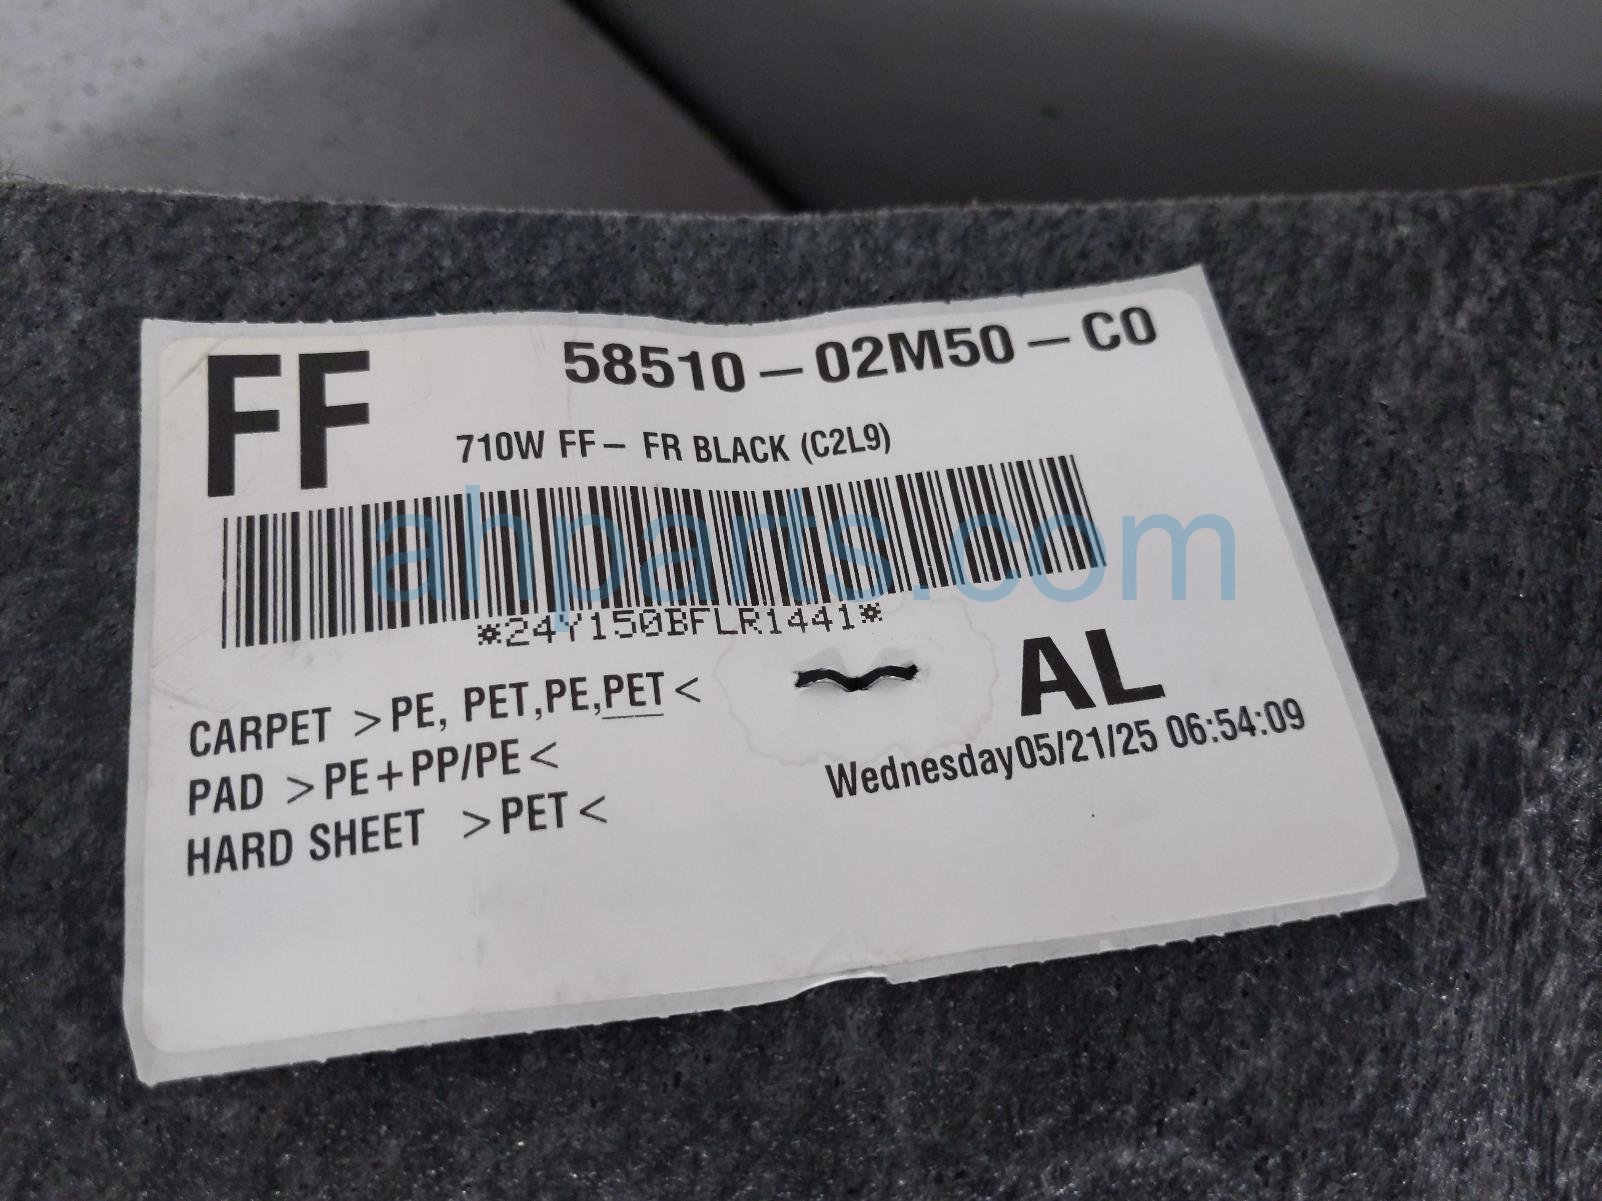 FF
58510-02M50-C0
710W FF- FR BLACK (C2L9)
ahparts.com
*24Y150BFLR1441*
CARPET >PE, PET,PE,PET<
PAD >PE+PP/PE<
HARD SHEET >PET<
AL
Wednesday05/21/25 06:54:09